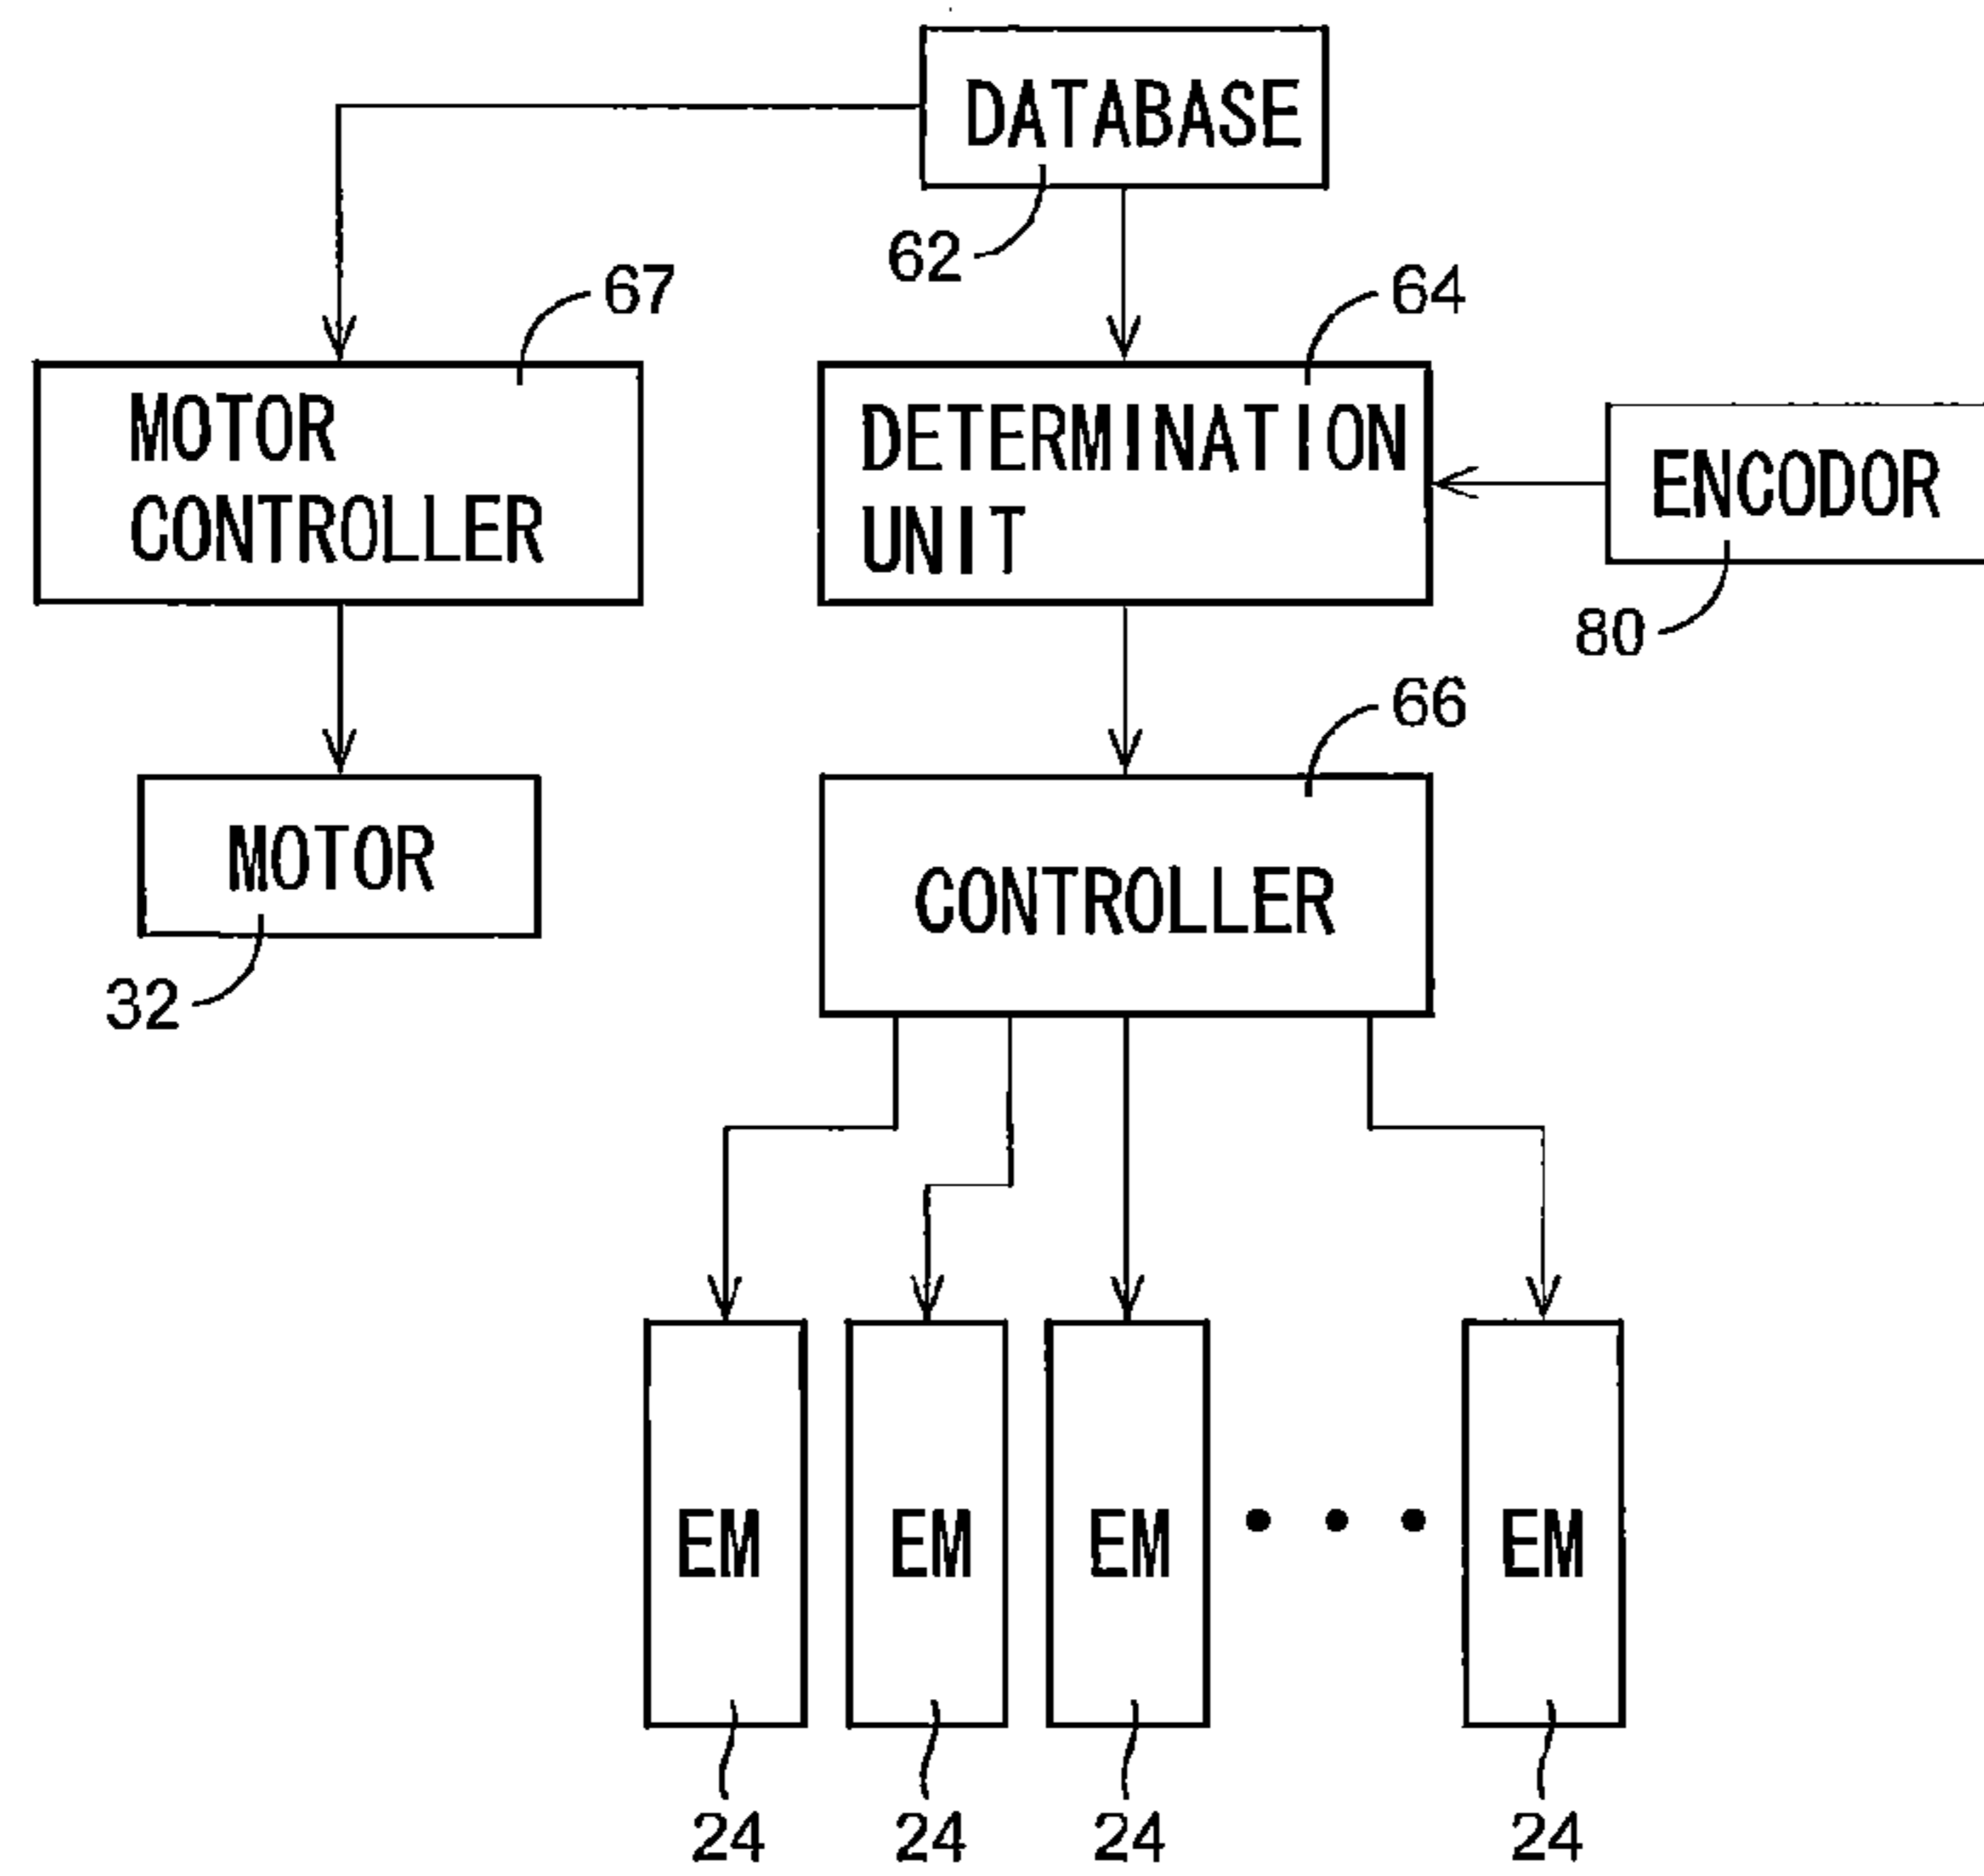 DATABASE
62
67
64
MOTOR
CONTROLLER
DETERMINATION
UNIT
ENCODOR
80
66
MOTOR
CONTROLLER
32
EM
EM
EM
• • •
EM
24
24
24
24